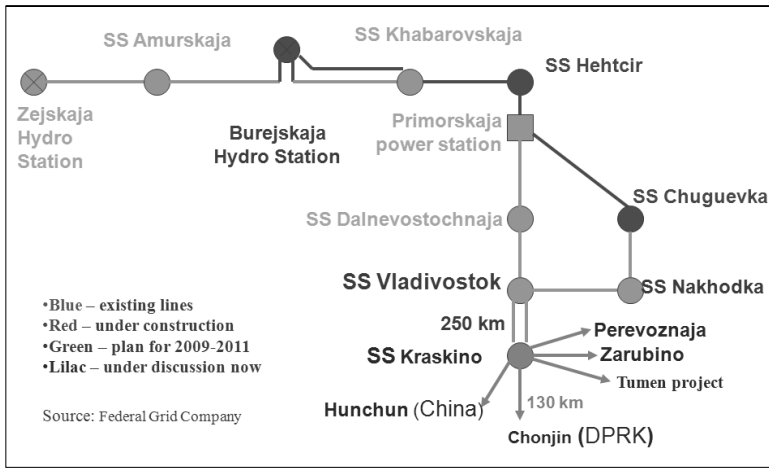 SS Amurskaja
SS Khabarovskaja
SS Hehtcir
Zejskaja
Hydro
Station
Burejskaja
Hydro Station
Primorskaja
power station
SS Chuguevka
SS Dalnevostochnaja
SS Vladivostok
SS Nakhodka
•Blue – existing lines
•Red – under construction
•Green – plan for 2009-2011
•Lilac – under discussion now
250 km
Perevoznaja
SS Kraskino
Zarubino
Tumen project
130 km
Hunchun (China)
Source: Federal Grid Company
Chonjin (DPRK)